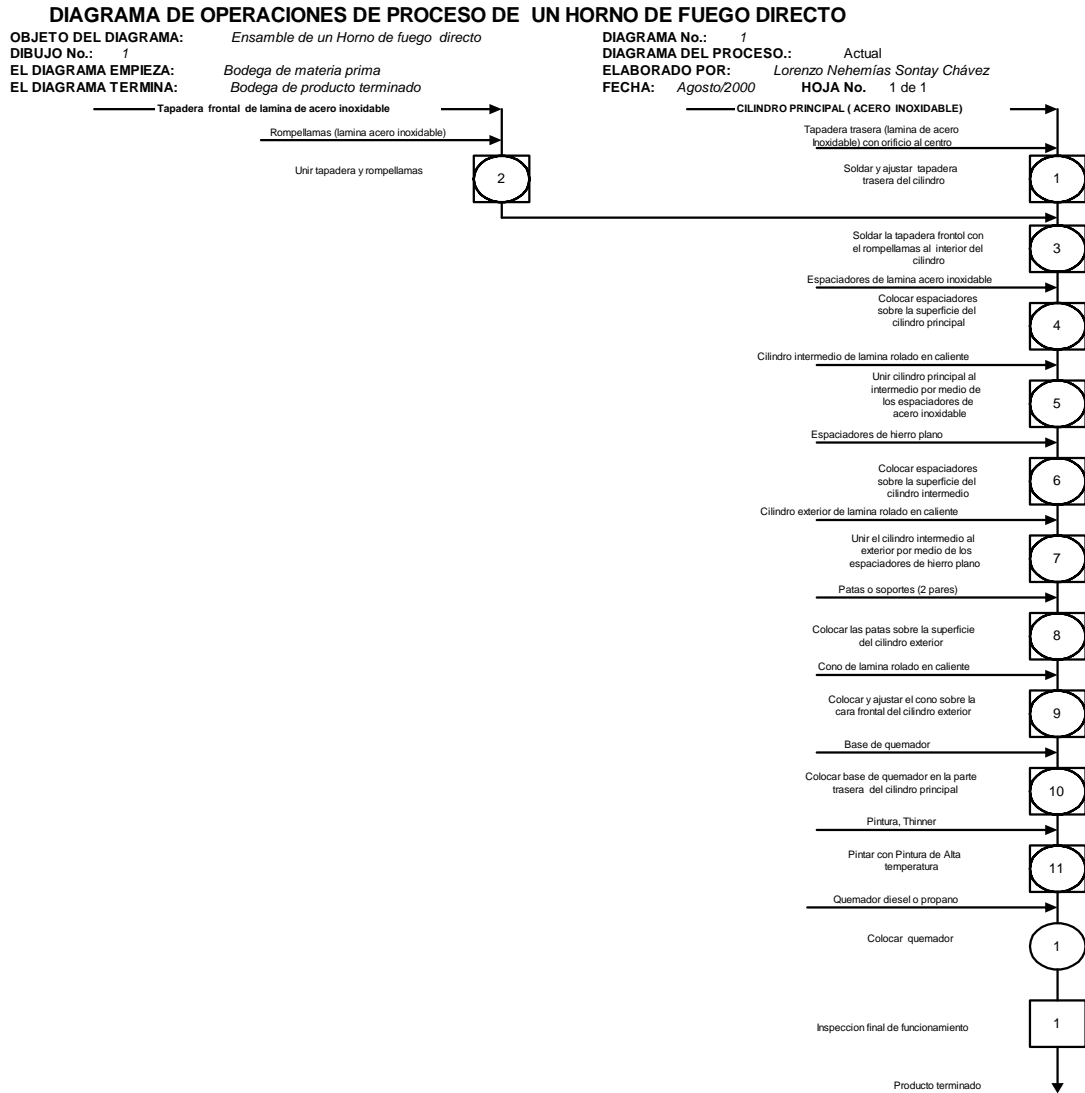 DIAGRAMA DE OPERACIONES DE PROCESO DE UN HORNO DE FUEGO DIRECTO
OBJETO DEL DIAGRAMA: Ensamble de un Horno de fuego directo
DIBUJO No.: 1
EL DIAGRAMA EMPIEZA: Bodega de materia prima
EL DIAGRAMA TERMINA: Bodega de producto terminado
DIAGRAMA No.: 1
DIAGRAMA DEL PROCESO.: Actual
ELABORADO POR: Lorenzo Nehemías Sontay Chávez
FECHA: Agosto/2000 HOJA No. 1 de 1
Tapadera frontal de lamina de acero inoxidable
Rompellamas (lamina acero inoxidable)
Unir tapadera y rompellamas
2
CILINDRO PRINCIPAL ( ACERO INOXIDABLE)
Tapadera trasera (lamina de acero
Inoxidable) con orificio al centro
Soldar y ajustar tapadera
trasera del cilindro
1
Soldar la tapadera frontol con
el rompellamas al interior del
cilindro
3
Espaciadores de lamina acero inoxidable
Colocar espaciadores
sobre la superficie del
cilindro principal
4
Cilindro intermedio de lamina rolado en caliente
Unir cilindro principal al
intermedio por medio de
los espaciadores de
acero inoxidable
5
Espaciadores de hierro plano
Colocar espaciadores
sobre la superficie del
cilindro intermedio
6
Cilindro exterior de lamina rolado en caliente
Unir el cilindro intermedio al
exterior por medio de los
espaciadores de hierro plano
7
Patas o soportes (2 pares)
Colocar las patas sobre la superficie
del cilindro exterior
8
Cono de lamina rolado en caliente
Colocar y ajustar el cono sobre la
cara frontal del cilindro exterior
9
Base de quemador
Colocar base de quemador en la parte
trasera del cilindro principal
10
Pintura, Thinner
Pintar con Pintura de Alta
temperatura
11
Quemador diesel o propano
Colocar quemador
1
Inspeccion final de funcionamiento
1
Producto terminado